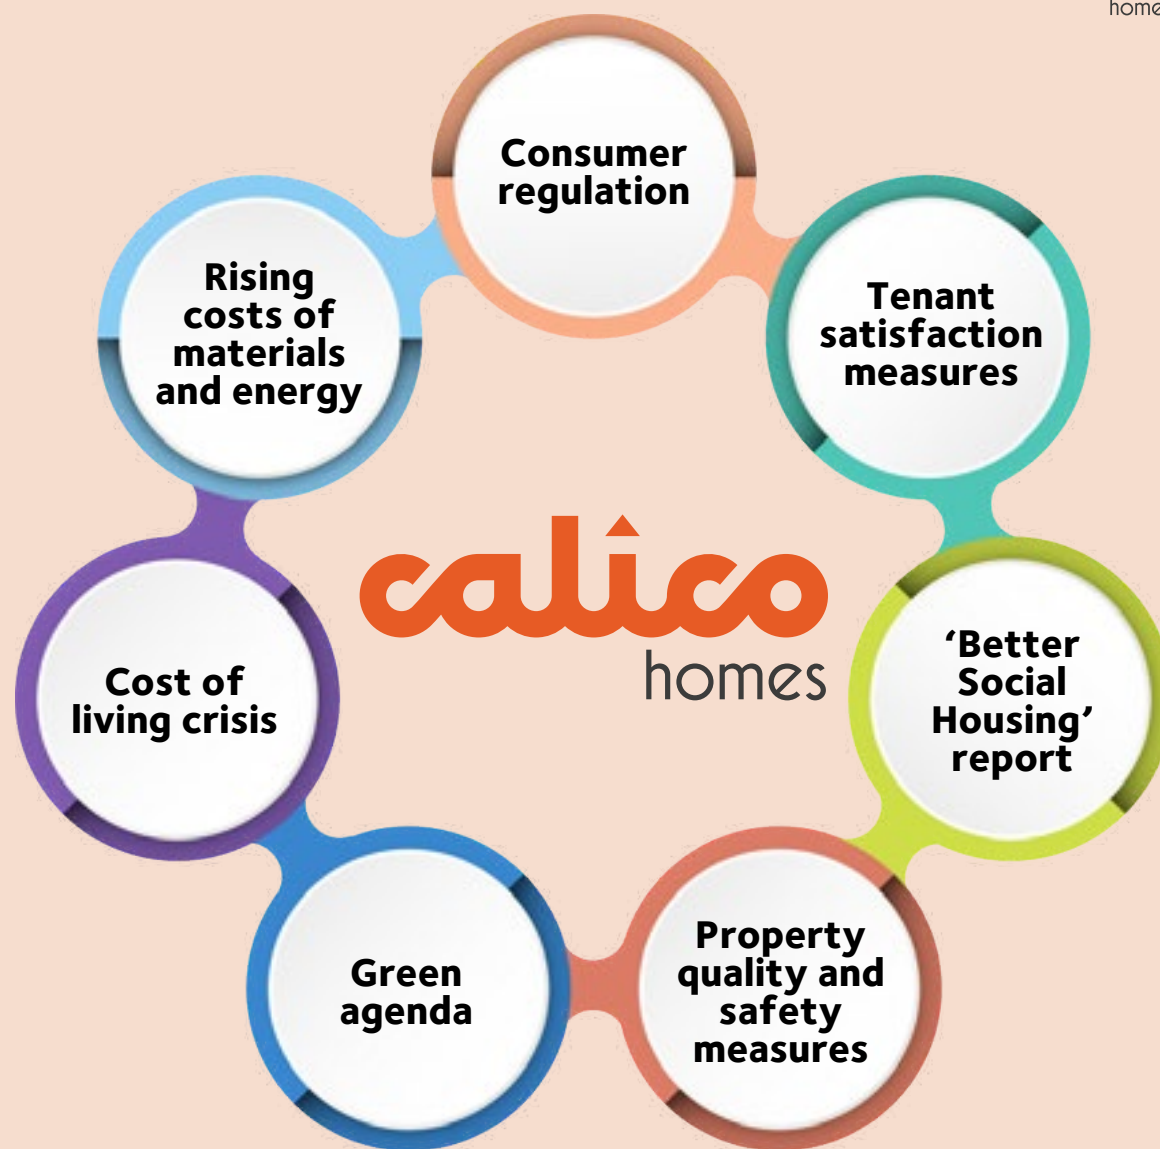 home
Consumer
regulation
Tenant
satisfaction
measures
‘Better
Social
Housing’
report
Property
quality and
safety
measures
Green
agenda
Cost of
living crisis
Rising
costs of
materials
and energy
calico
homes